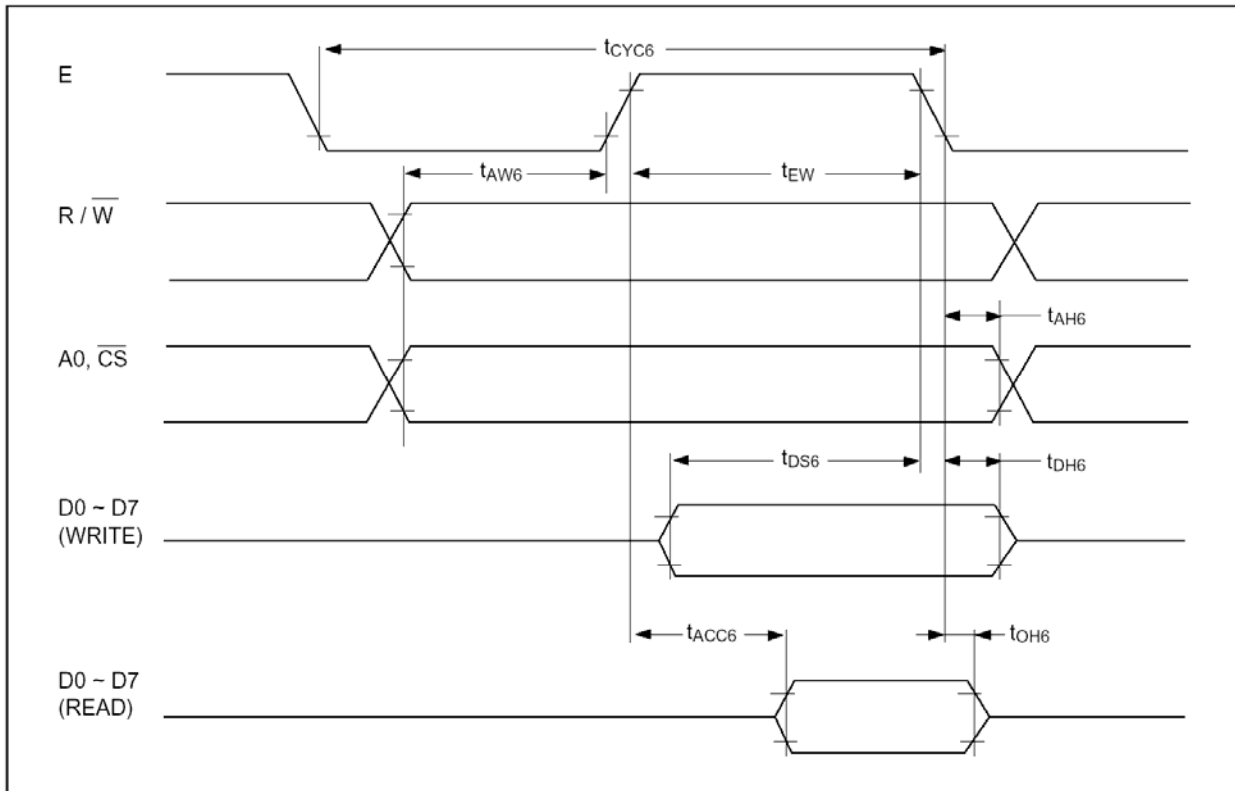 tCYC6
E
tAW6
tEW
R / W
tAH6
A0, CS
tDS6
tDH6
D0 ~ D7
(WRITE)
tACC6
tOH6
D0 ~ D7
(READ)